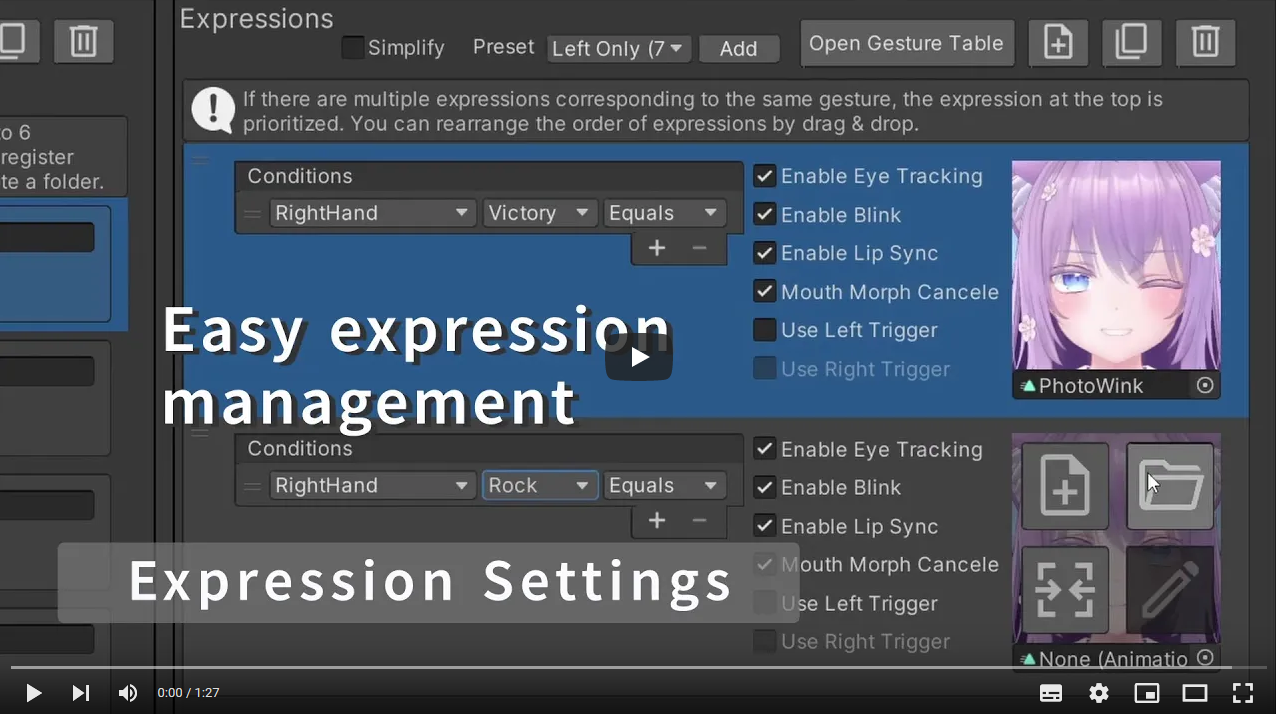 Expressions
Simplify
Preset
Left Only (7
Add
Open Gesture Table
If there are multiple expressions corresponding to the same gesture, the expression at the top is
prioritized. You can rearrange the order of expressions by drag & drop.
to 6
register
te a folder.
Conditions
RightHand
Victory
Equals
Enable Eye Tracking
Enable Blink
Enable Lip Sync
Mouth Morph Cancele
Use Left Trigger
Use Right Trigger
PhotoWink
Easy expression
management
Conditions
RightHand
Rock
Equals
Enable Eye Tracking
Enable Blink
Enable Lip Sync
Mouth Morph Cancele
Use Left Trigger
Use Right Trigger
None (Animatio
Expression Settings
0:00 / 1:27